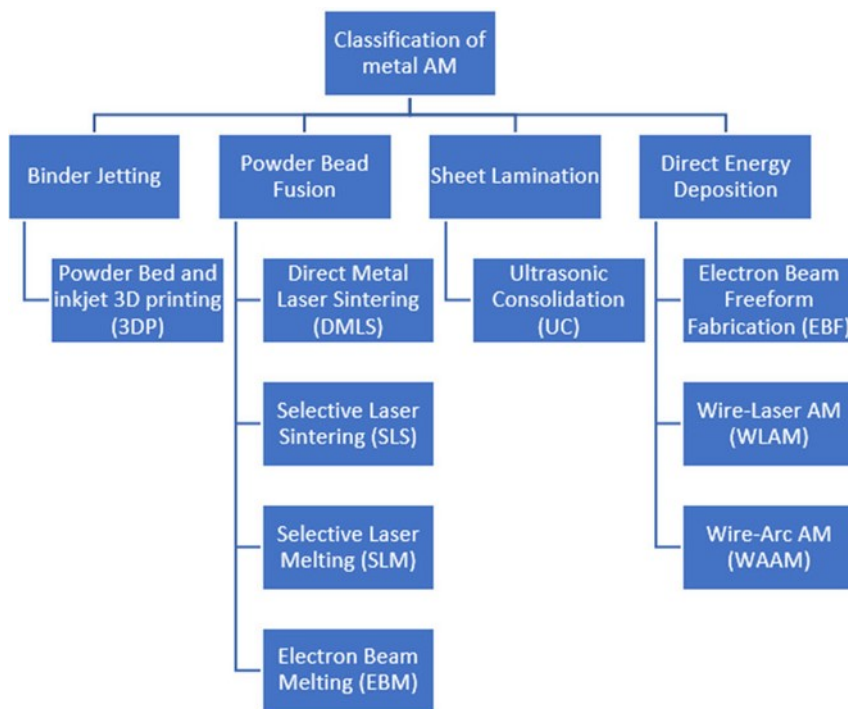 Classification of
metal AM
Binder Jetting
Powder Bead
Fusion
Sheet Lamination
Direct Energy
Deposition
Powder Bed and
inkjet 3D printing
(3DP)
Direct Metal
Laser Sintering
(DMLS)
Ultrasonic
Consolidation
(UC)
Electron Beam
Freeform
Fabrication (EBF)
Selective Laser
Sintering (SLS)
Wire-Laser AM
(WLAM)
Selective Laser
Melting (SLM)
Wire-Arc AM
(WAAM)
Electron Beam
Melting (EBM)